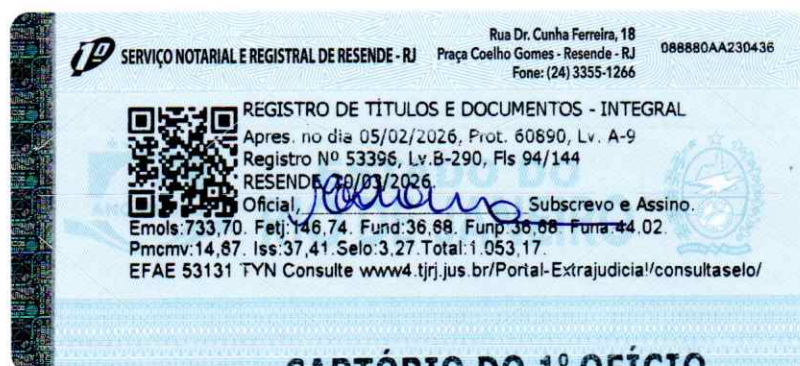 1º SERVIÇO NOTARIAL E REGISTRAL DE RESENDE - RJ
Rua Dr. Cunha Ferreira, 18
Praça Coelho Gomes - Resende - RJ
Fone: (24) 3355-1266
088880AA230436
REGISTRO DE TÍTULOS E DOCUMENTOS - INTEGRAL
Apres. no dia 05/02/2026, Prot. 60890, Lv. A-9
Registro Nº 53396, Lv.B-290, Fls 94/144
RESENDE, 30/03/2026.
Oficial, Subscrevo e Assino.
Emols:733,70. Fetj:146,74. Fund:36,68. Funp:36,68. Funa:44.02.
Pmcmv:14,67. Iss:37,41.Selo:3,27.Total:1.053,17.
EFAE 53131 TYN Consulte www4.tjrj.jus.br/Portal-Extrajudicial/consultaselo/
CARTÓRIO DO 1º OFÍCIO